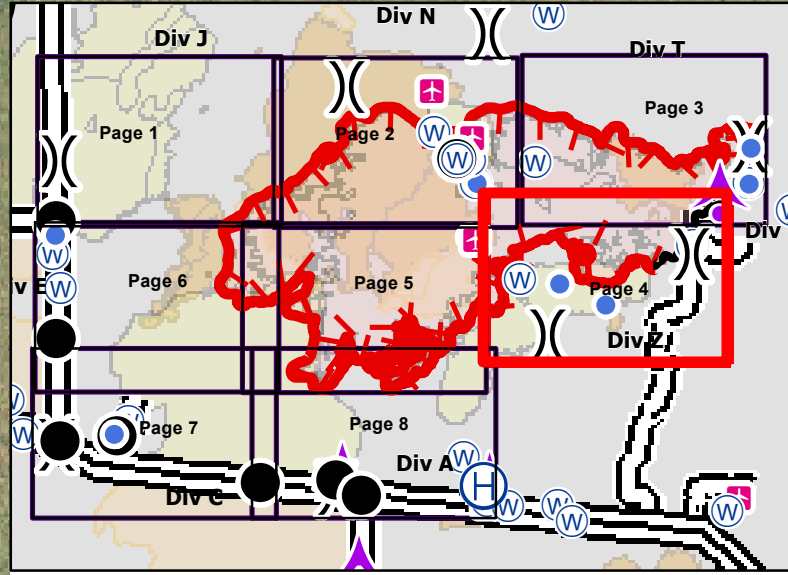 Div N
W
Div J
Div T
Page 1
Page 2
Page 3
W
W
W
W
Div
W
v E
W
Page 6
Page 5
W
Page 4
Div Z
W
W
W
Page 7
Page 8
W
Div A
H
Div C
W
W
W
W